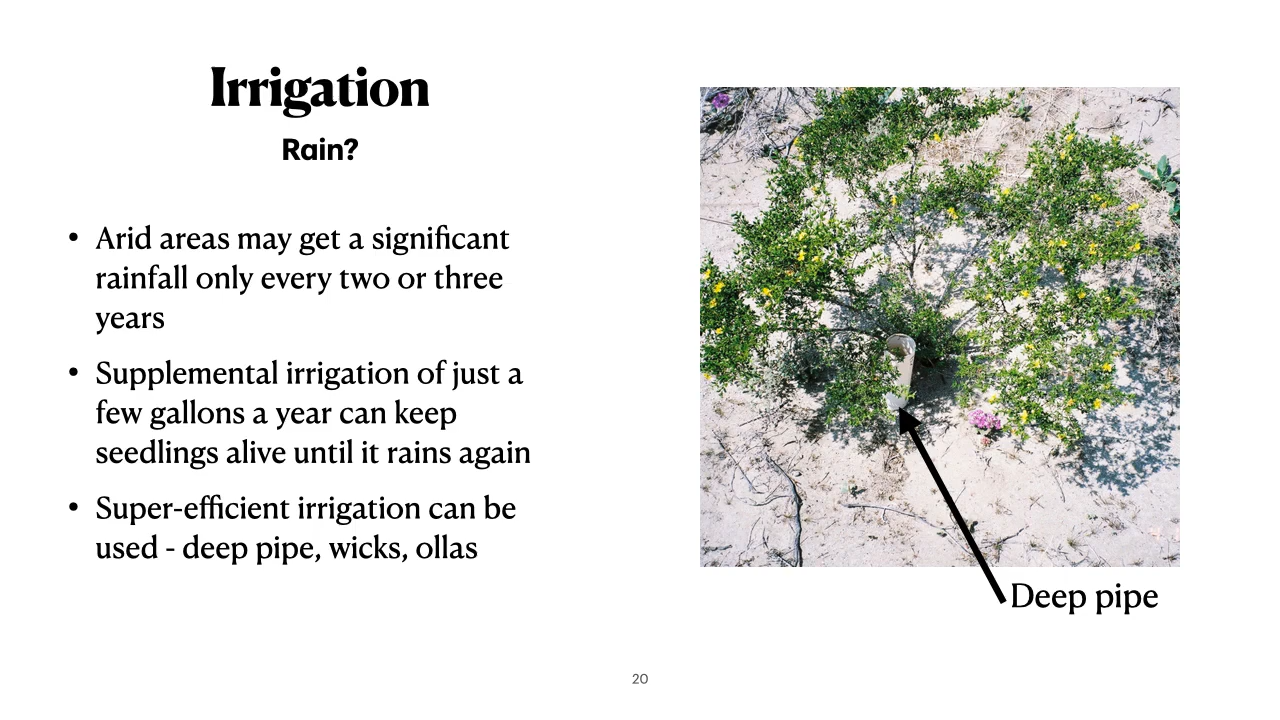 Irrigation
Rain?
• Arid areas may get a significant
rainfall only every two or three
years
• Supplemental irrigation of just a
few gallons a year can keep
seedlings alive until it rains again
• Super-efficient irrigation can be
used - deep pipe, wicks, ollas
Deep pipe
20